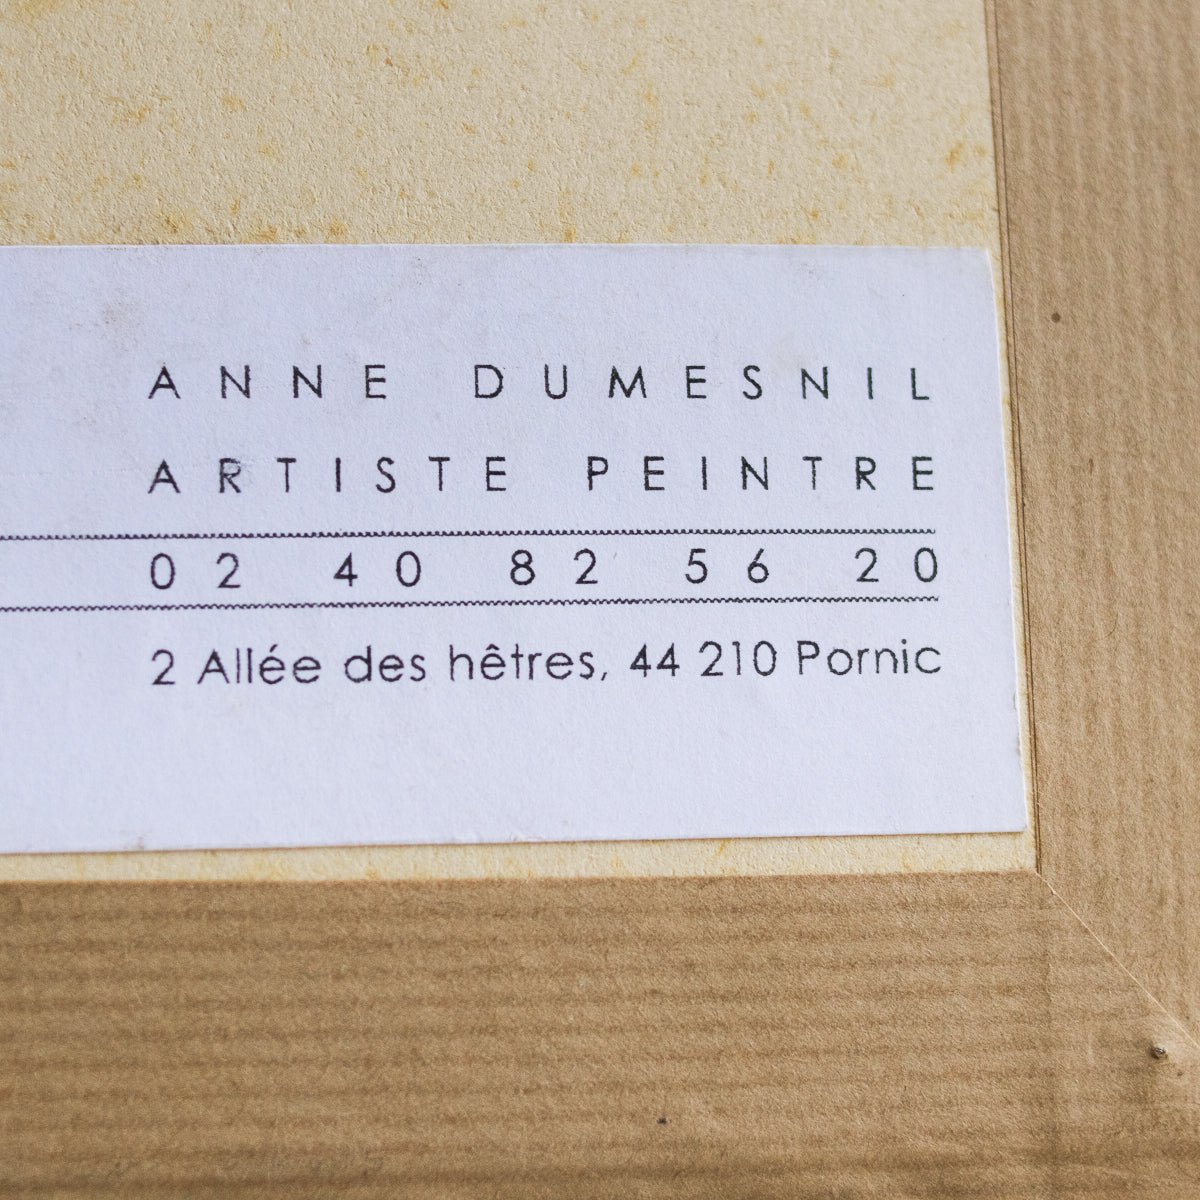 ANNE DUMESNIL
ARTISTE PEINTRE
02 40 82 56 20
2 Allée des hêtres, 44 210 Pornic